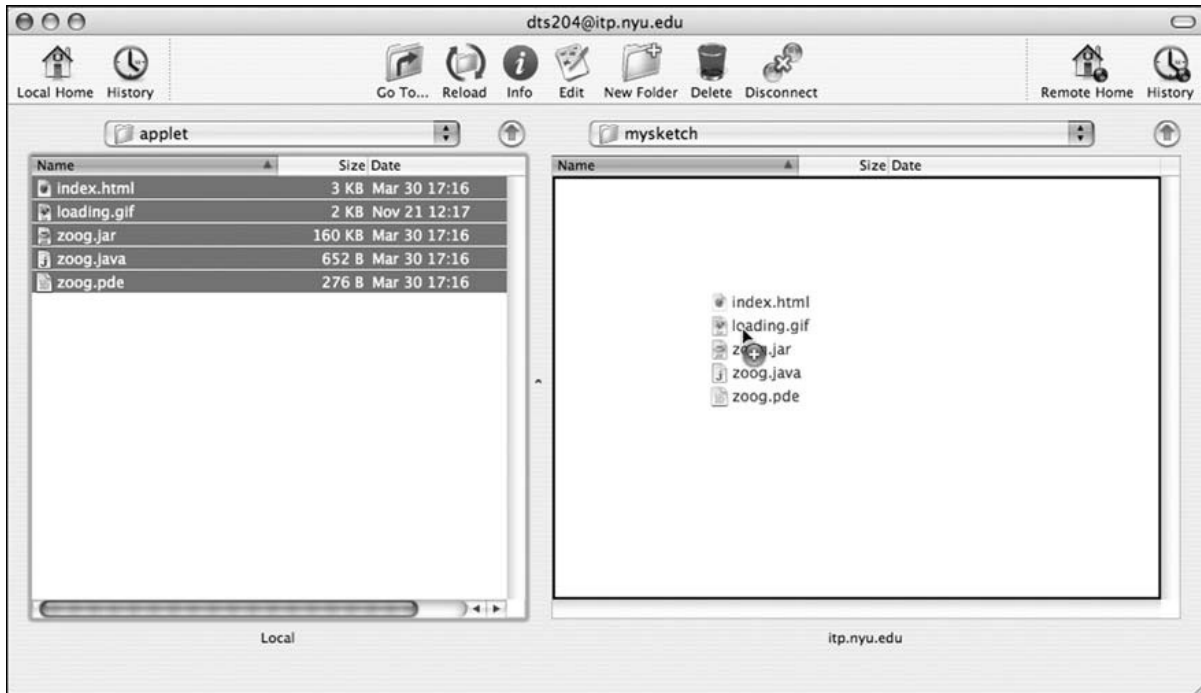 dts204@itp.nyu.edu
Local Home History Go To... Reload Info Edit New Folder Delete Disconnect Remote Home History
applet
mysketch
Name Size Date
index.html 3 KB Mar 30 17:16
loading.gif 2 KB Nov 21 12:17
zoog.jar 160 KB Mar 30 17:16
zoog.java 652 B Mar 30 17:16
zoog.pde 276 B Mar 30 17:16
Name Size Date
index.html
loading.gif
zoog.jar
zoog.java
zoog.pde
Local
itp.nyu.edu